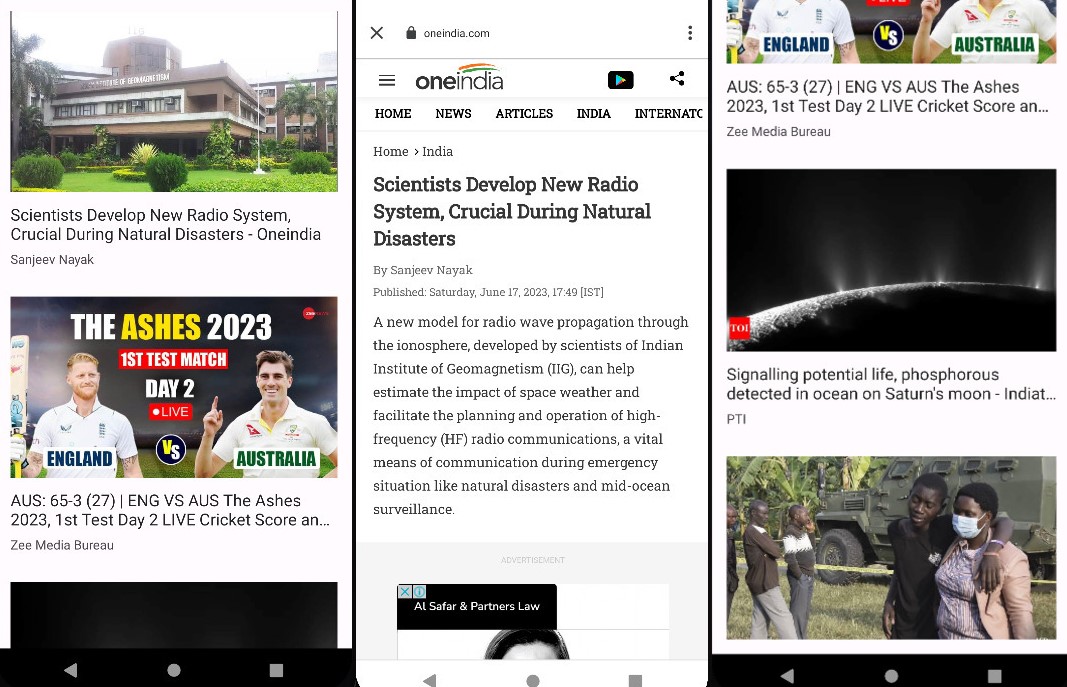 INSTITUTE OF GEOMAGNETISM
Scientists Develop New Radio System,
Crucial During Natural Disasters - Oneindia
Sanjeev Nayak
THE ASHES 2023
1ST TEST MATCH
DAY 2
LIVE
ENGLAND
VS
AUSTRALIA
AUS: 65-3 (27) | ENG VS AUS The Ashes
2023, 1st Test Day 2 LIVE Cricket Score an...
Zee Media Bureau
oneindia.com
oneindia
HOME NEWS ARTICLES INDIA INTERNATO
Home > India
Scientists Develop New Radio
System, Crucial During Natural
Disasters
By Sanjeev Nayak
Published: Saturday, June 17, 2023, 17:49 [IST]
A new model for radio wave propagation through
the ionosphere, developed by scientists of Indian
Institute of Geomagnetism (IIG), can help
estimate the impact of space weather and
facilitate the planning and operation of high-
frequency (HF) radio communications, a vital
means of communication during emergency
situation like natural disasters and mid-ocean
surveillance.
ADVERTISEMENT
Al Safar & Partners Law
LIVE
ENGLAND
VS
AUSTRALIA
AUS: 65-3 (27) | ENG VS AUS The Ashes
2023, 1st Test Day 2 LIVE Cricket Score an...
Zee Media Bureau
TOI
Signalling potential life, phosphorous
detected in ocean on Saturn's moon - Indiat...
PTI